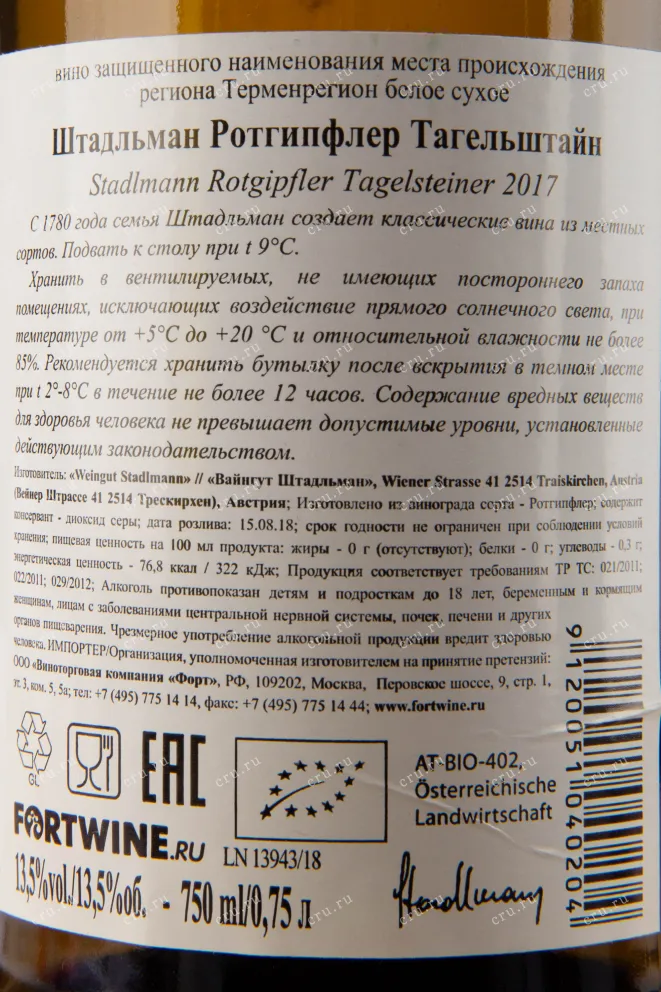 вино защищенного наименования места происхождения
региона Терменрегион белое сухое
Штадльман Ротгипфлер Тагельштайн
Stadlmann Rotgipfler Tagelsteiner 2017
С 1780 года семья Штадльман создает классические вина из местных
сортов. Подвать к столу при t 9°C.
Хранить в вентилируемых, не имеющих постороннего запаха
помещениях, исключающих воздействие прямого солнечного света, при
температуре от +5°C до +20 °C и относительной влажности не более
85%. Рекомендуется хранить бутылку после вскрытия в темном месте
при t 2°-8°C в течение не более 12 часов. Содержание вредных веществ
для здоровья человека не превышает допустимые уровни, установленные
действующим законодательством.
Изготовитель: «Weingut Stadlmann» // «Вайнгут Штадльман», Wiener Strasse 41 2514 Traiskirchen, Austria
(Вейнер Штрассе 41 2514 Трескирхен), Австрия; Изготовлено из винограда сорта - Ротгипфлер; содержит
консервант - диоксид серы; дата розлива: 15.08.18; срок годности не ограничен при соблюдении условий
хранения; пищевая ценность на 100 мл продукта: жиры - 0 г (отсутствуют); белки - 0 г; углеводы - 0,3 г;
энергетическая ценность - 76,8 ккал / 322 кДж; Продукция соответствует требованиям ТР ТС: 021/2011;
022/2011; 029/2012; Алкоголь противопоказан детям и подросткам до 18 лет, беременным и кормящим
женщинам, лицам с заболеваниями центральной нервной системы, почек, печени и других
органов пищеварения. Чрезмерное употребление алкогольной продукции вредит здоровью
человека. ИМПОРТЕР/Организация, уполномоченная изготовителем на принятие претензий:
ООО «Виноторговая компания «Форт», РФ, 109202, Москва, Перовское шоссе, 9, стр. 1,
эт. 3, ком. 5, 5а; тел: +7 (495) 775 14 14, факс: +7 (495) 775 14 44; www.fortwine.ru
9120051040204
GL
EAC
AT-BIO-402,
Österreichische
Landwirtschaft
FORTWINE.RU
LN 13943/18
13,5%vol./13,5%об. - 750 ml/0,75 л
Stadlmann